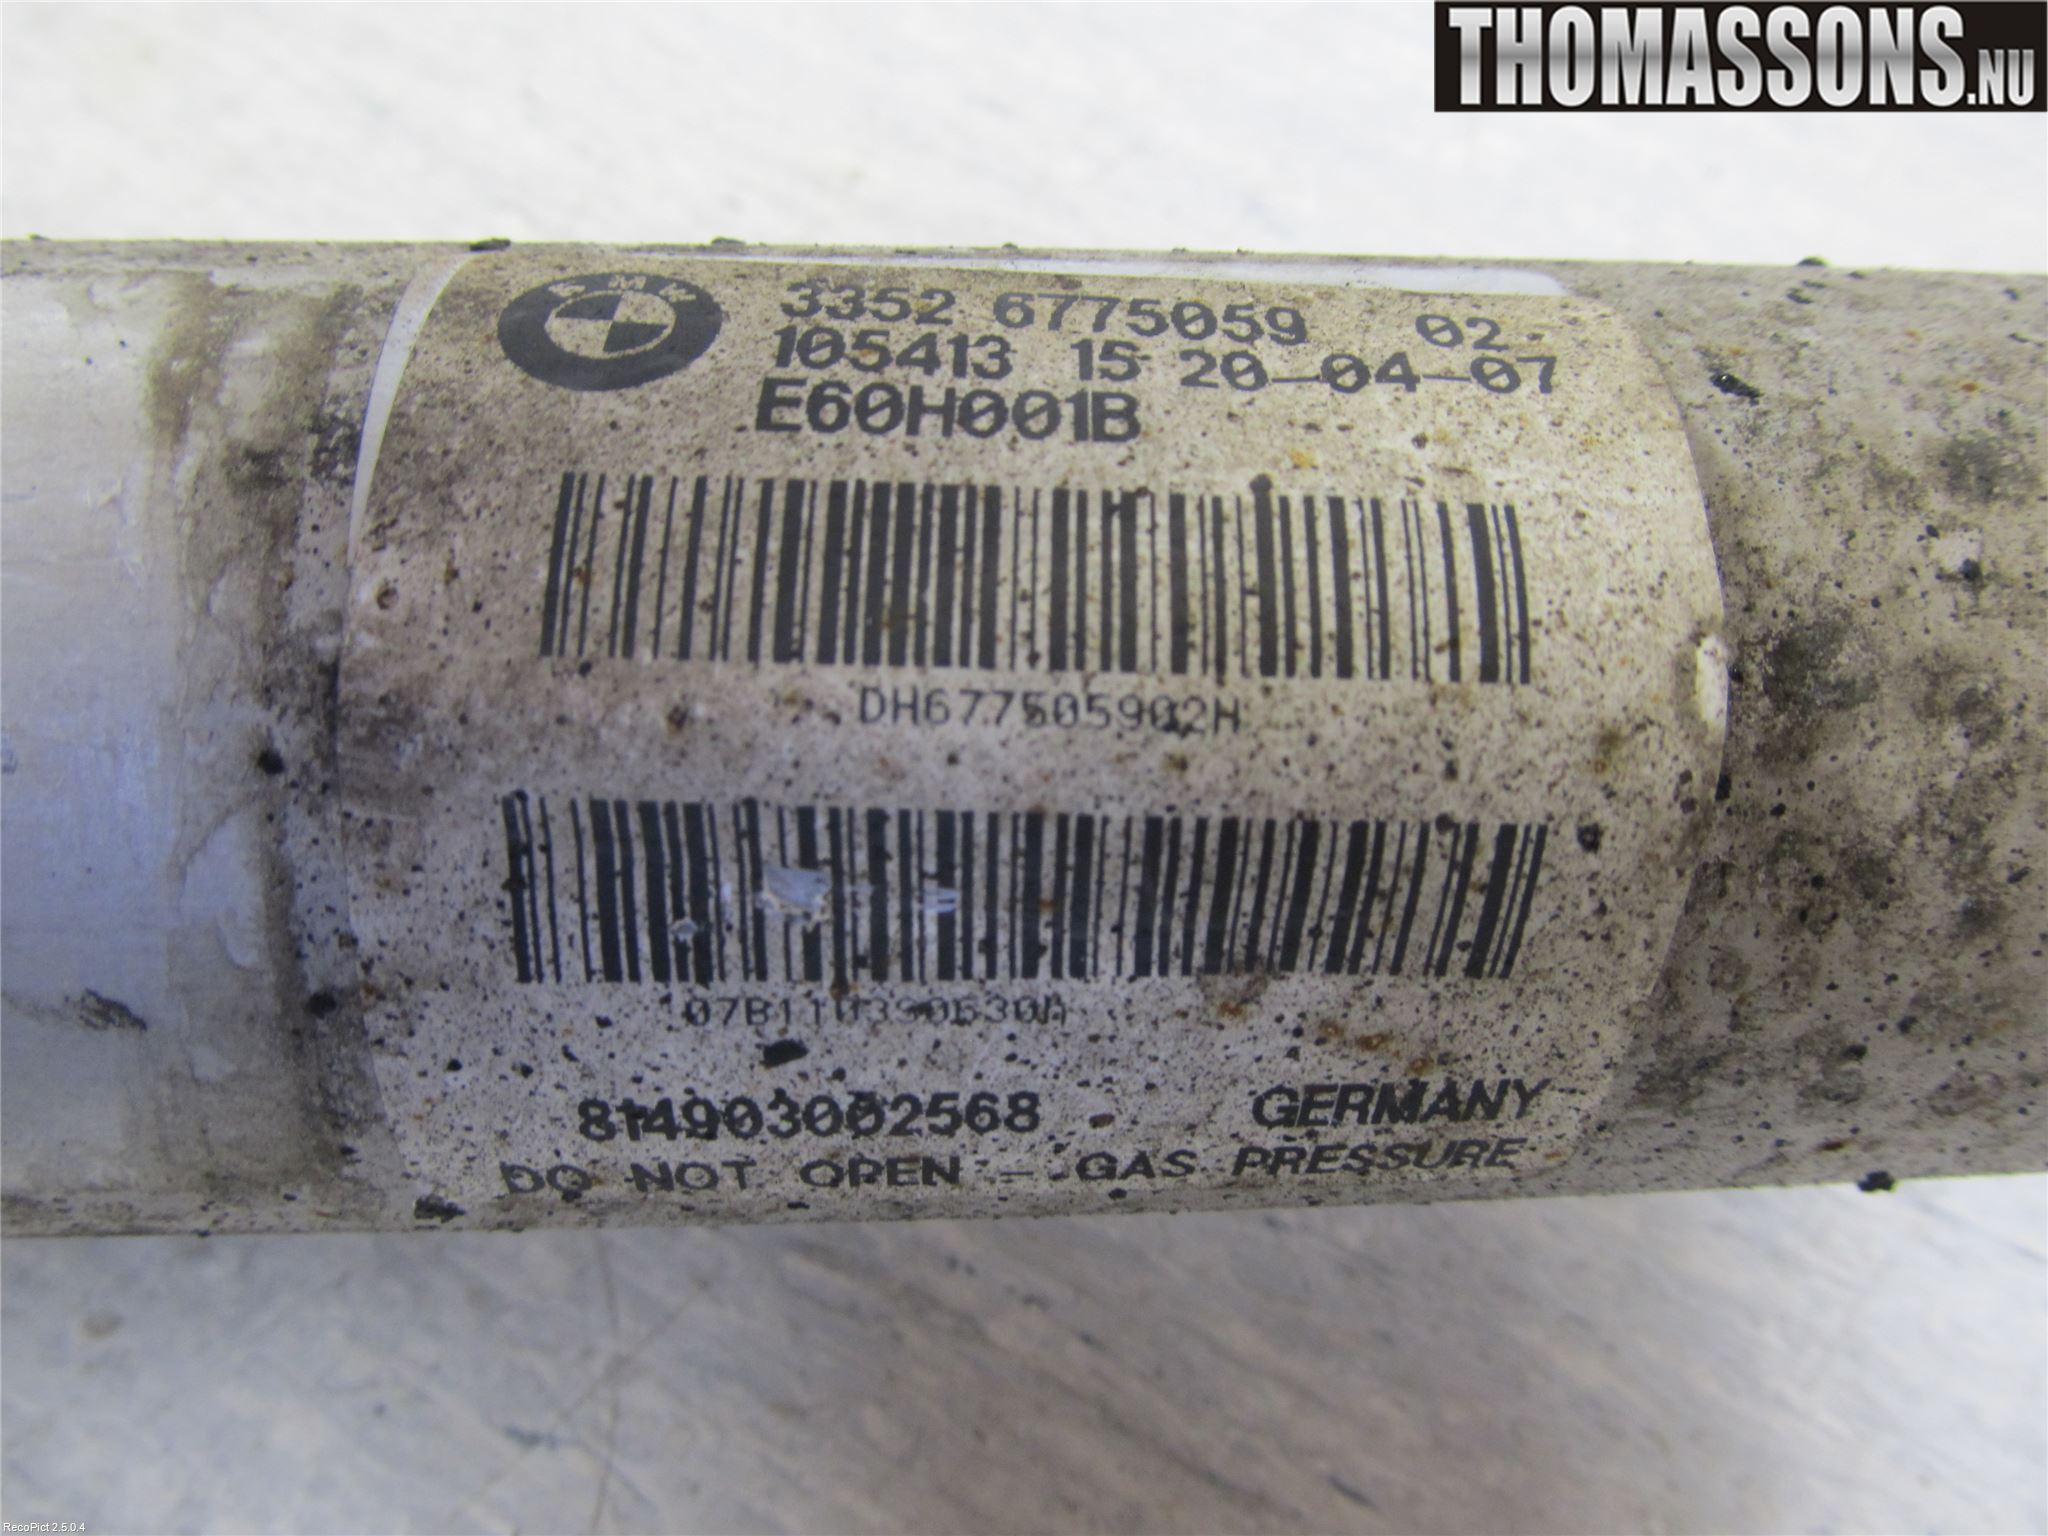 THOMASSONS.NU
BMW
3352 6775059 02
105413 15 20-04-07
E60H001B
DH677505902H
814903002568 GERMANY
DO NOT OPEN - GAS PRESSURE
RecoPict 2.5.0.4